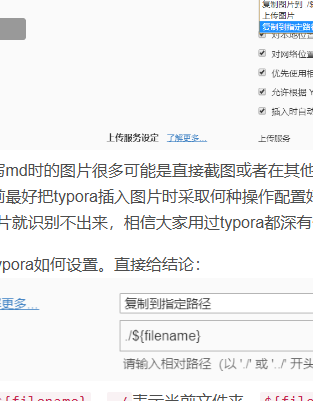 复制图片到 ./$
上传图片
复制到指定路径
对本地位置
对网络位置
优先使用相
允许根据 Y
插入时自动
上传服务设定 了解更多... 上传服务
md时的图片很多可能是直接截图或者在其他
前最好把typora插入图片时采取何种操作配置好
片就识别不出来，相信大家用过typora都深有
ypora如何设置。直接给结论：
更多... 复制到指定路径
./${filename}
请输入相对路径（以 './' 或 '../' 开头
${filename} ./ 表示当前文件夹